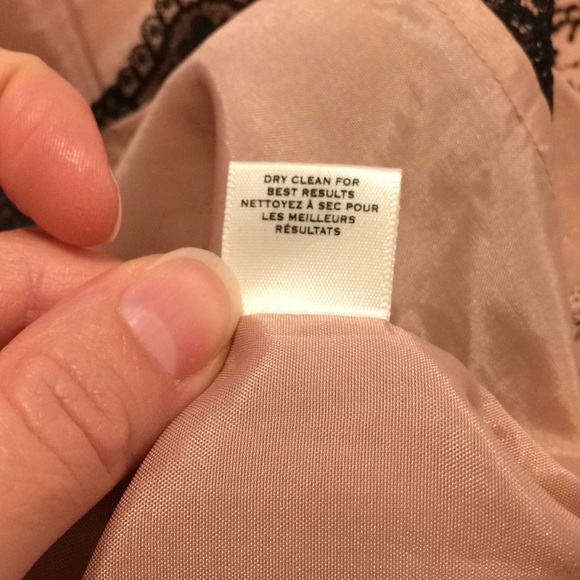 DRY CLEAN FOR
BEST RESULTS
NETTOYEZ À SEC POUR
LES MEILLEURS
RÉSULTATS